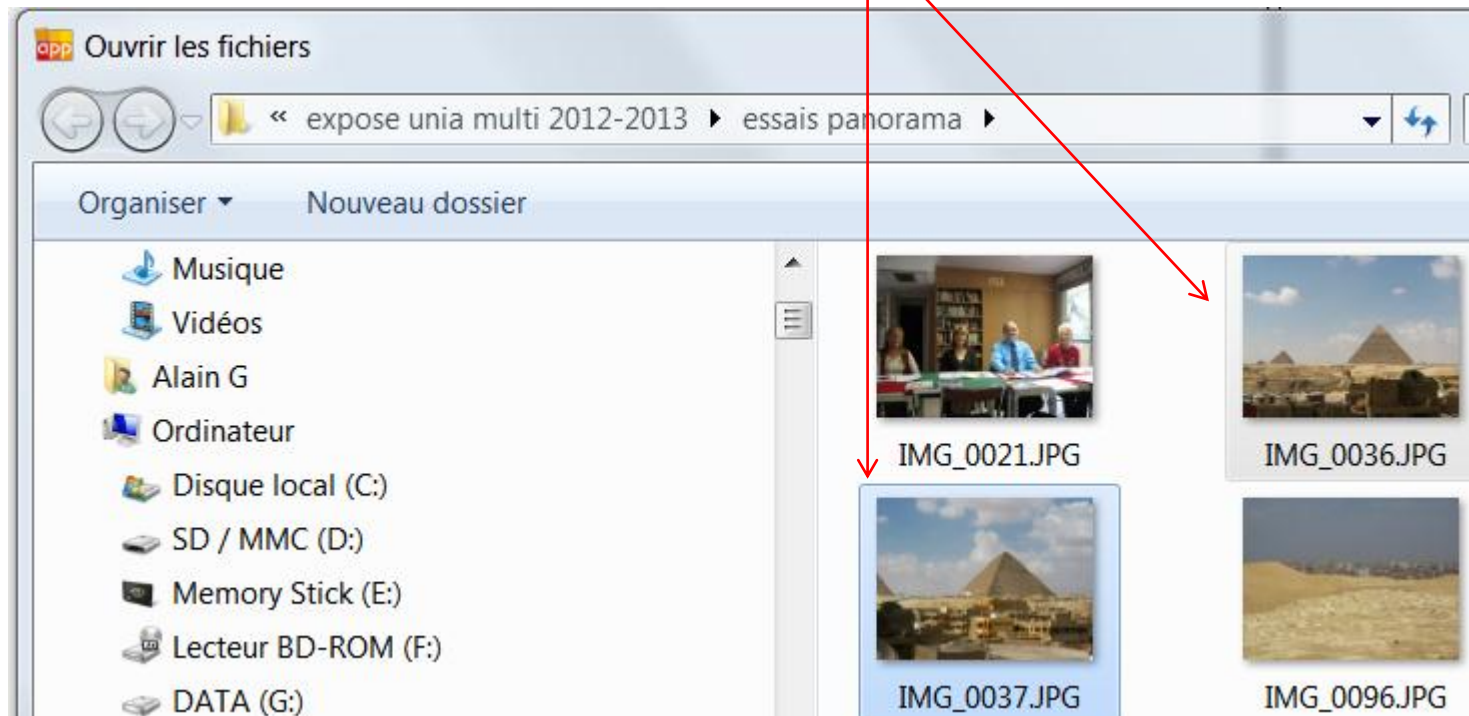 app Ouvrir les fichiers
« expose unia multi 2012-2013 essais panorama
Organiser Nouveau dossier
Musique
Vidéos
Alain G
Ordinateur
Disque local (C:)
SD / MMC (D:)
Memory Stick (E:)
Lecteur BD-ROM (F:)
DATA (G:)
IMG_0021.JPG IMG_0036.JPG
IMG_0037.JPG IMG_0096.JPG